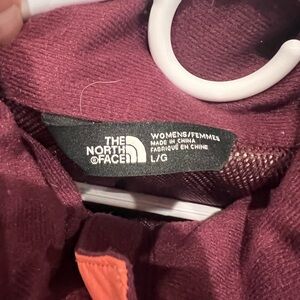 THE
NORTH
FACE
WOMENS/FEMMES
MADE IN CHINA
FABRIQUÉ EN CHINE
L/G